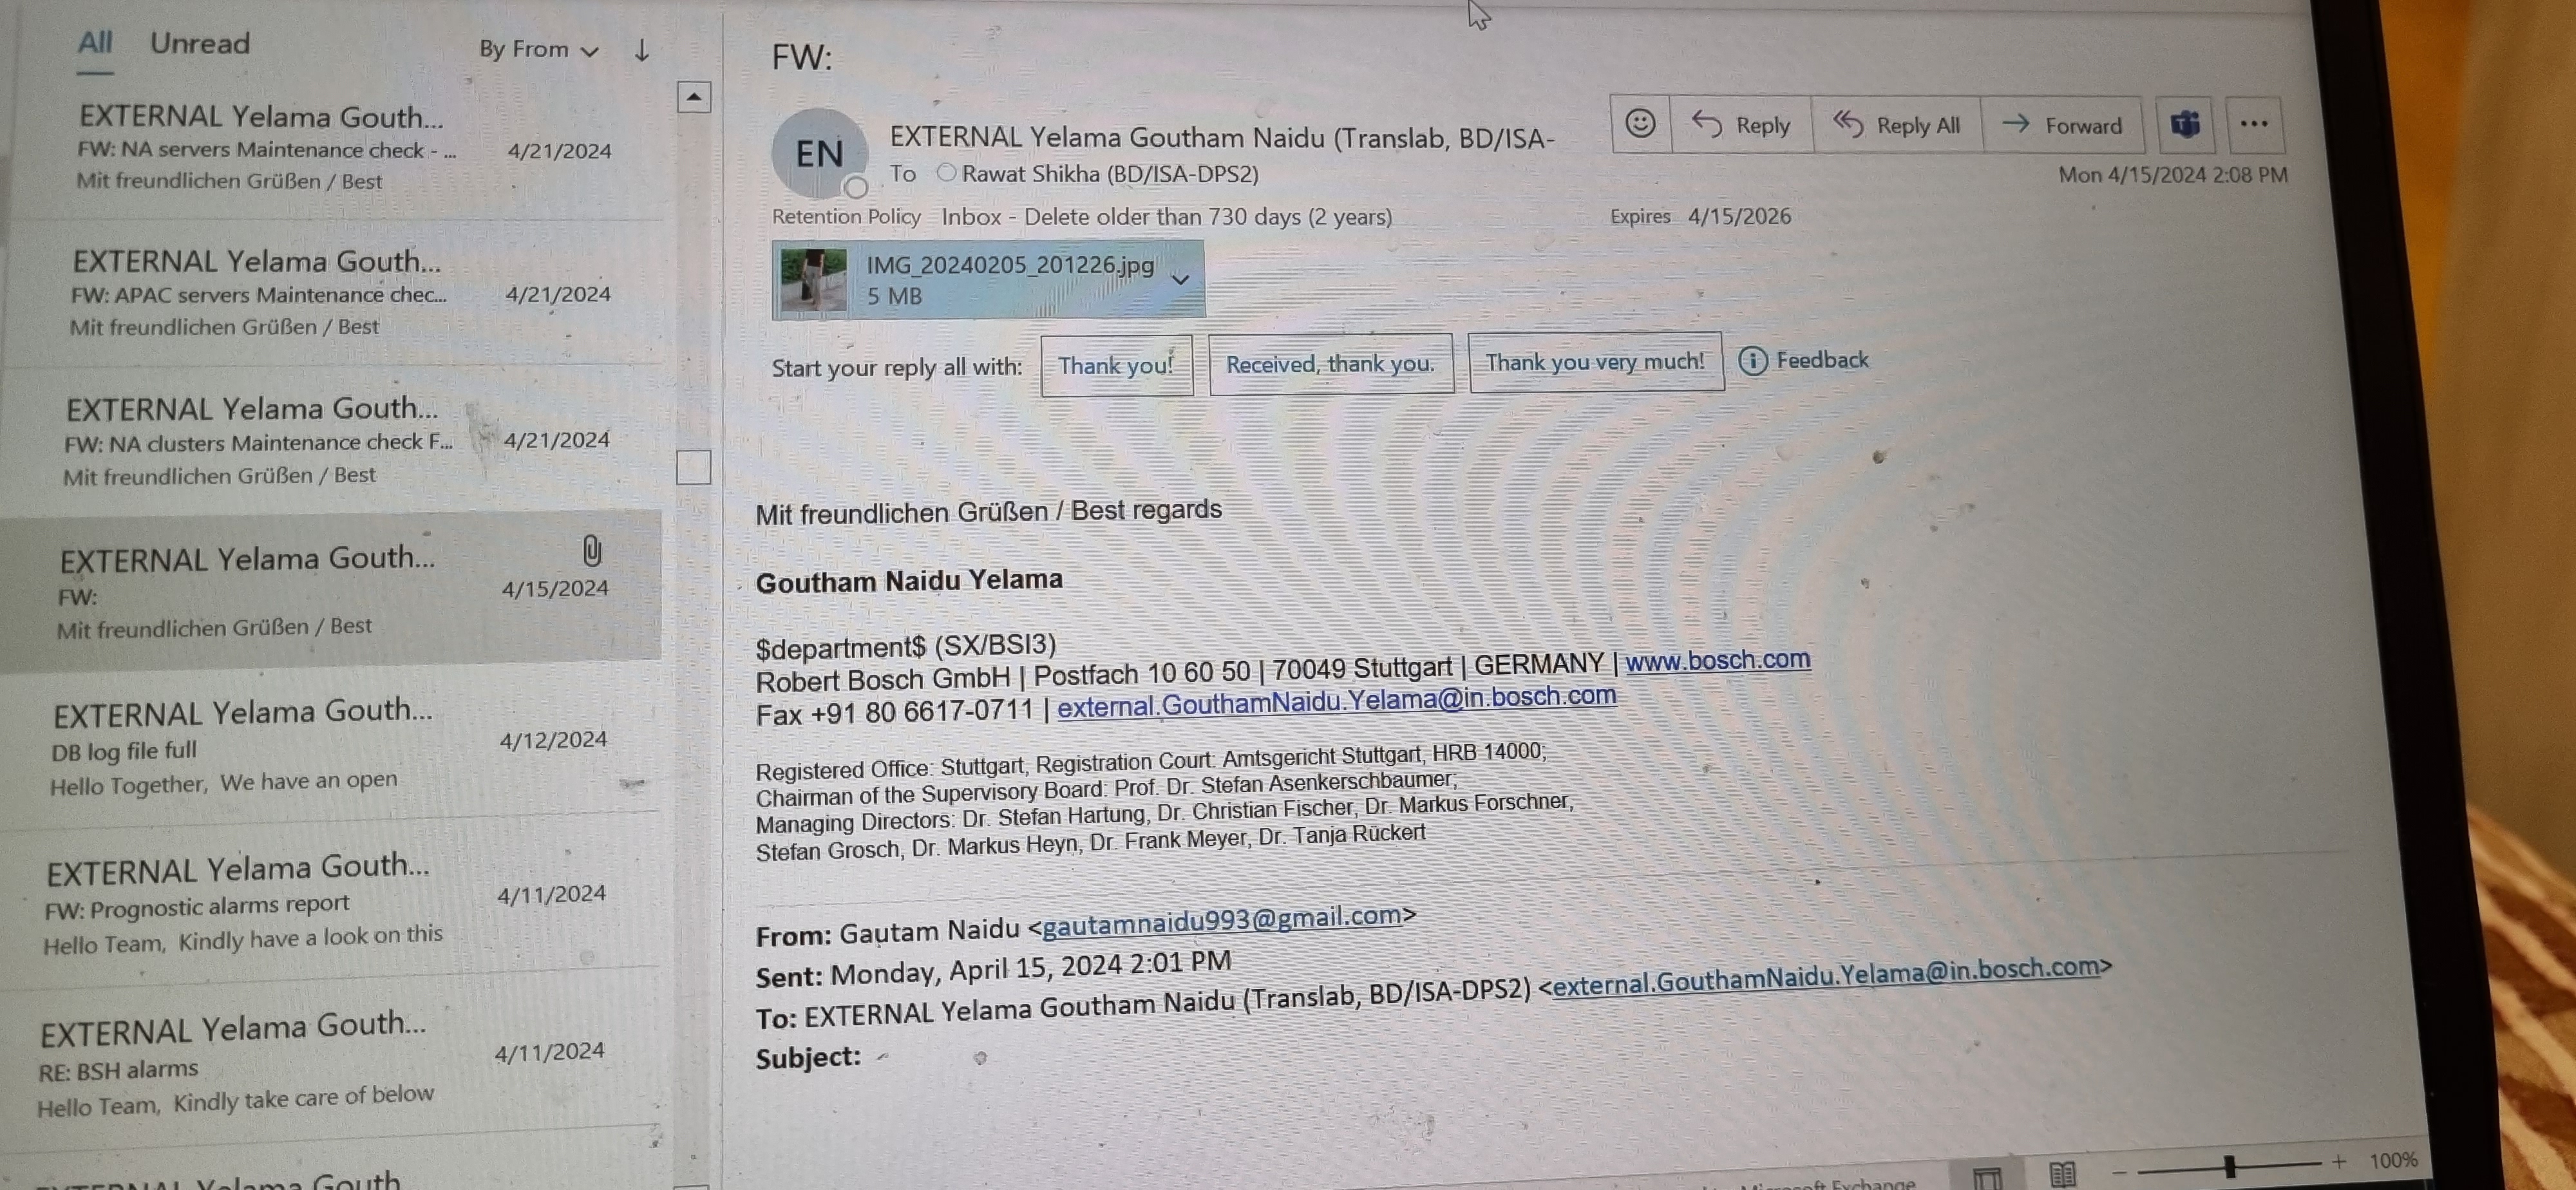 All Unread By From
EXTERNAL Yelama Gouth...
FW: NA servers Maintenance check - ... 4/21/2024
Mit freundlichen Grüßen / Best
EXTERNAL Yelama Gouth...
FW: APAC servers Maintenance chec... 4/21/2024
Mit freundlichen Grüßen / Best
EXTERNAL Yelama Gouth...
FW: NA clusters Maintenance check F... 4/21/2024
Mit freundlichen Grüßen / Best
EXTERNAL Yelama Gouth...
FW: 4/15/2024
Mit freundlichen Grüßen / Best
EXTERNAL Yelama Gouth...
DB log file full 4/12/2024
Hello Together, We have an open
EXTERNAL Yelama Gouth...
FW: Prognostic alarms report 4/11/2024
Hello Team, Kindly have a look on this
EXTERNAL Yelama Gouth...
RE: BSH alarms 4/11/2024
Hello Team, Kindly take care of below
Yelama Gouth
FW:
EN
EXTERNAL Yelama Goutham Naidu (Translab, BD/ISA-
Reply Reply All Forward
To Rawat Shikha (BD/ISA-DPS2)
Mon 4/15/2024 2:08 PM
Retention Policy Inbox - Delete older than 730 days (2 years) Expires 4/15/2026
IMG_20240205_201226.jpg
5 MB
Start your reply all with: Thank you! Received, thank you. Thank you very much! Feedback
Mit freundlichen Grüßen / Best regards
Goutham Naidu Yelama
$department$ (SX/BSI3)
Robert Bosch GmbH | Postfach 10 60 50 | 70049 Stuttgart | GERMANY | www.bosch.com
Fax +91 80 6617-0711 | external.GouthamNaidu.Yelama@in.bosch.com
Registered Office: Stuttgart, Registration Court: Amtsgericht Stuttgart, HRB 14000;
Chairman of the Supervisory Board: Prof. Dr. Stefan Asenkerschbaumer;
Managing Directors: Dr. Stefan Hartung, Dr. Christian Fischer, Dr. Markus Forschner,
Stefan Grosch, Dr. Markus Heyn, Dr. Frank Meyer, Dr. Tanja Rückert
From: Gautam Naidu <gautamnaidu993@gmail.com>
Sent: Monday, April 15, 2024 2:01 PM
To: EXTERNAL Yelama Goutham Naidu (Translab, BD/ISA-DPS2) <external.GouthamNaidu.Yelama@in.bosch.com>
Subject:
Exchange
100%